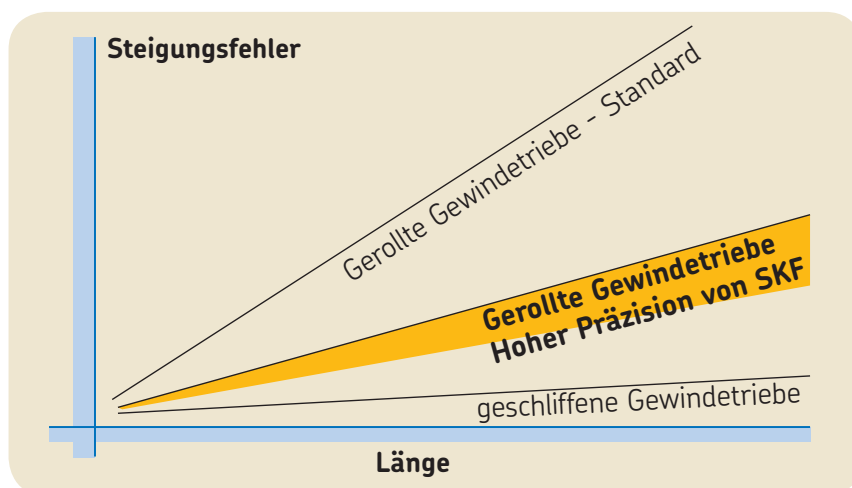 Steigungsfehler
Gerollte Gewindetriebe - Standard
Gerollte Gewindetriebe
Hoher Präzision von SKF
geschliffene Gewindetriebe
Länge